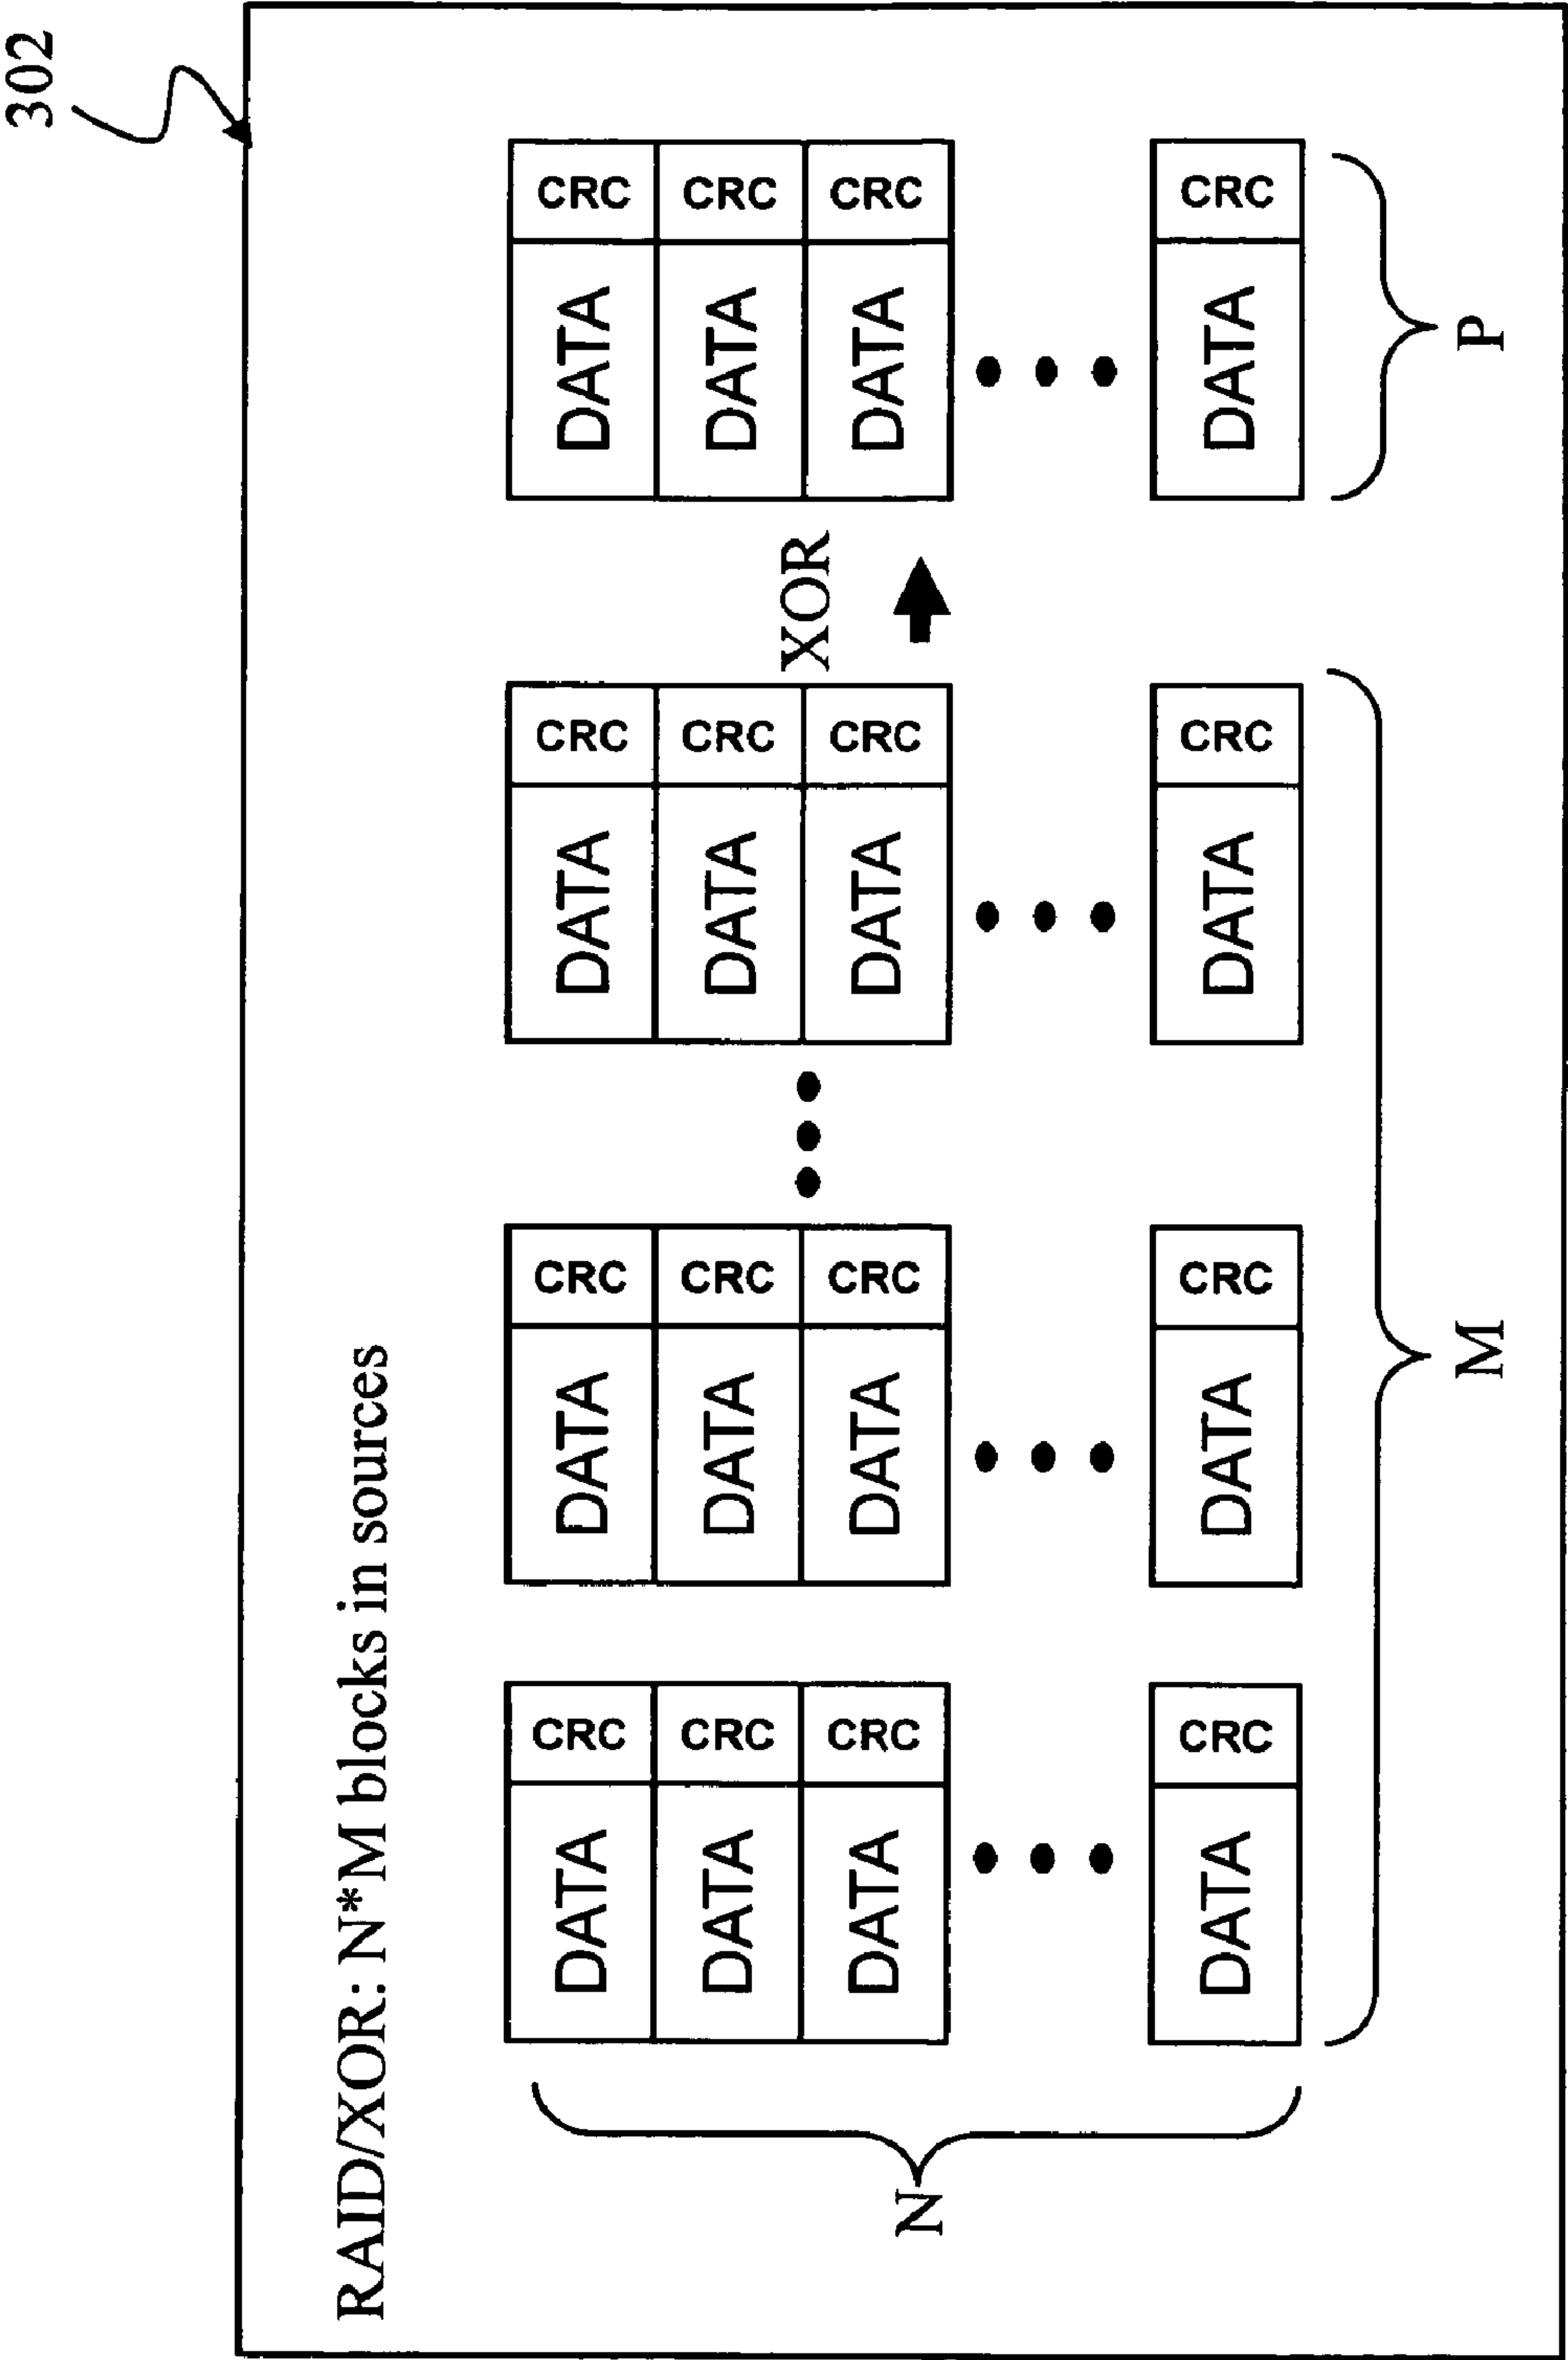 302
RAID/XOR: N*M blocks in sources
DATA CRC DATA CRC DATA CRC DATA CRC
DATA CRC DATA CRC DATA CRC DATA CRC
XOR
DATA CRC DATA CRC DATA CRC DATA CRC
N
DATA CRC DATA CRC DATA CRC DATA CRC
M P